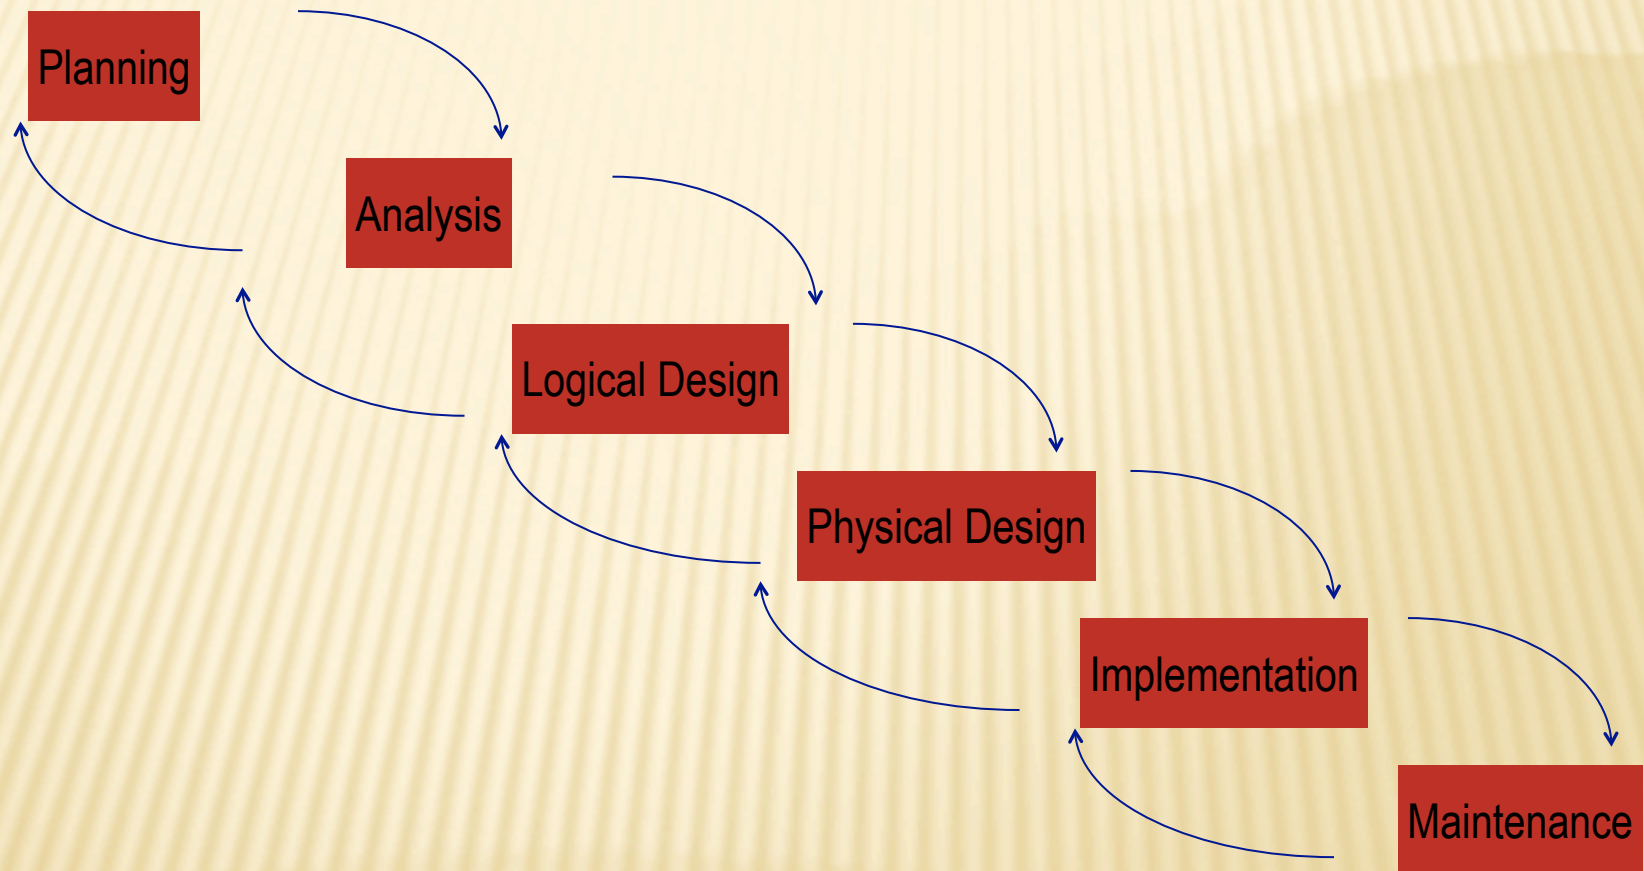 Planning
Analysis
Logical Design
Physical Design
Implementation
Maintenance